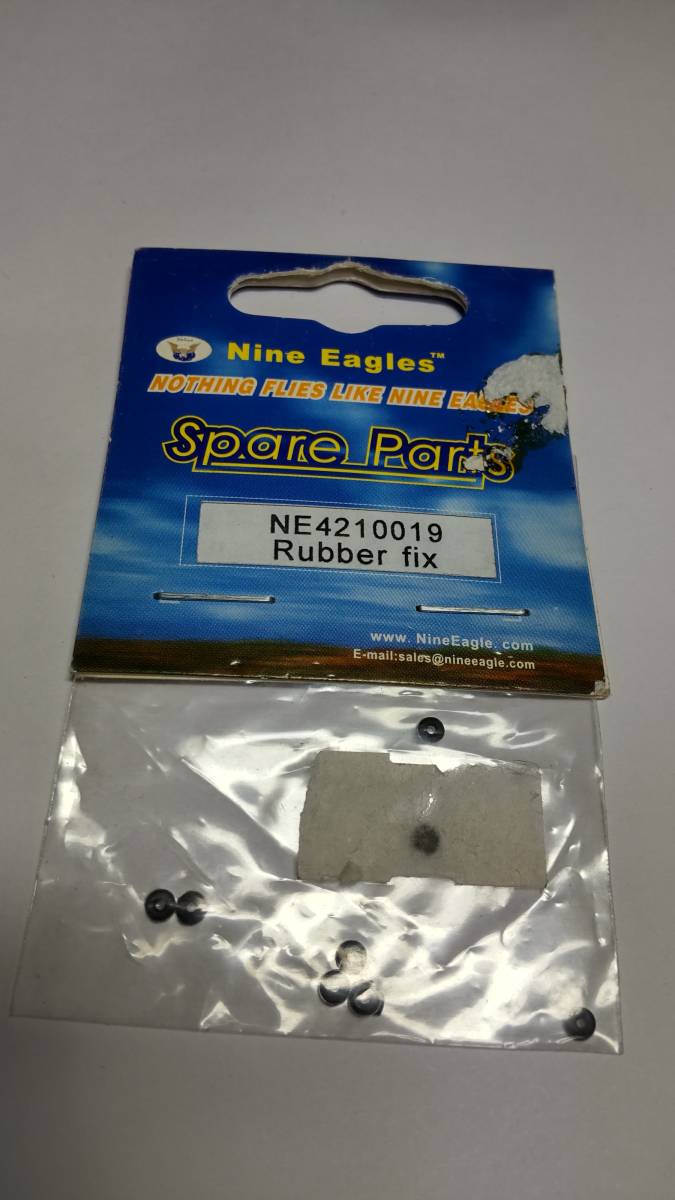 Nine Eagles™
NOTHING FLIES LIKE NINE EAGLES
Spare Parts
NE4210019
Rubber fix
www. NineEagle. com
E-mail:sales@nineeagle.com